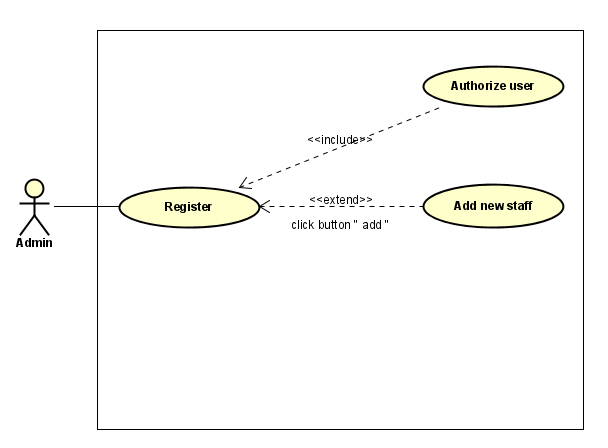 Authorize user
<<include>>
<<extend>>
Register
Add new staff
click button " add "
Admin